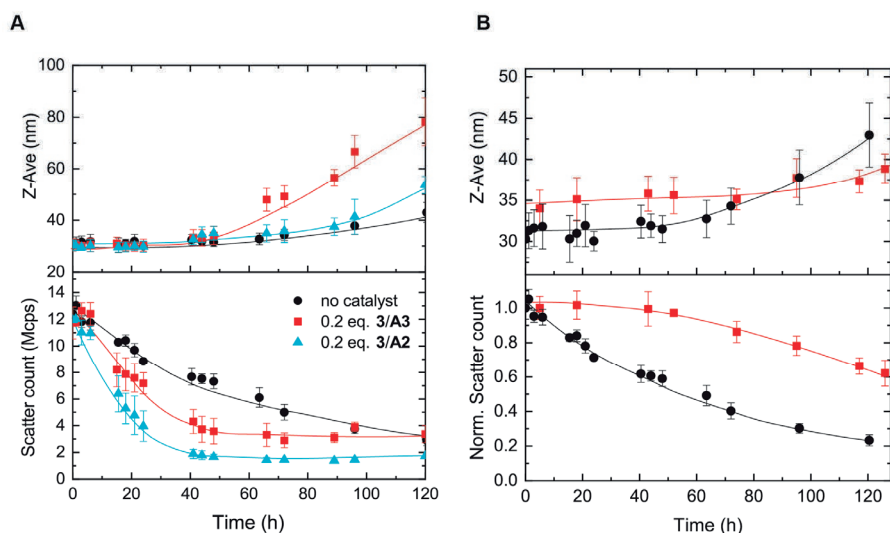 A
B
Z-Ave (nm)
100
80
60
40
20
Scatter count (Mcps)
14
12
10
8
6
4
2
0
no catalyst
0.2 eq. 3/A3
0.2 eq. 3/A2
0 20 40 60 80 100 120
Time (h)
Z-Ave (nm)
50
45
40
35
30
Norm. Scatter count
1.0
0.8
0.6
0.4
0.2
0.0
0 20 40 60 80 100 120
Time (h)